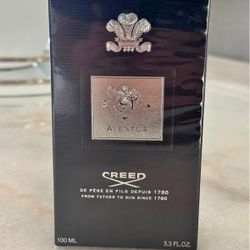 AVENTUS
CREED
DE PÈRE EN FILS DEPUIS 1760
FROM FATHER TO SON SINCE 1760
100 ML 3.3 FL.OZ.